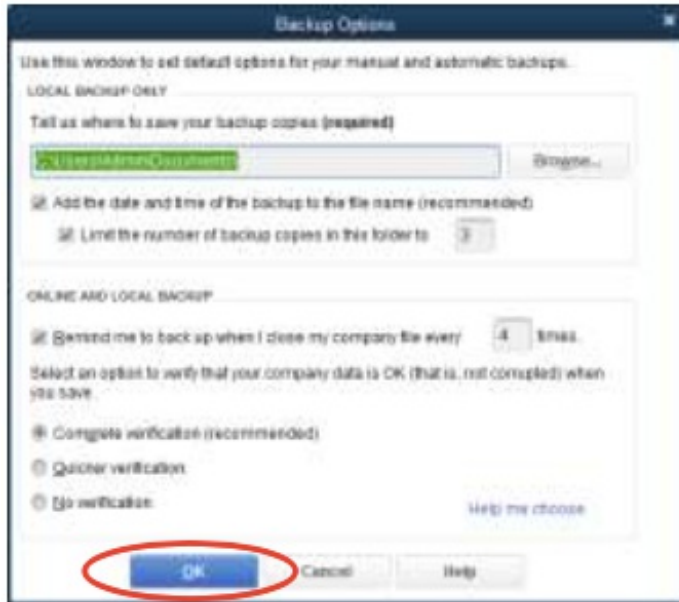 Backup Options
Use this window to set default options for your manual and automatic backups.
LOCAL BACKUP ONLY
Tell us where to save your backup copies (required)
C:\Users\Admin\Documents\
Browse...
Add the date and time of the backup to the file name (recommended)
Limit the number of backup copies in this folder to 3
ONLINE AND LOCAL BACKUP
Remind me to back up when I close my company file every 4 times.
Select an option to verify that your company data is OK (that is, not corrupted) when
you save.
Complete verification (recommended)
Quicker verification
No verification
Help me choose
OK Cancel Help